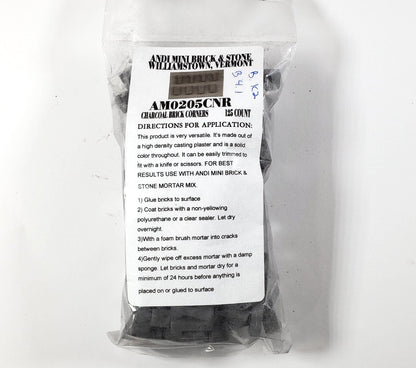 ANDI MINI BRICK & STONE
WILLIAMSTOWN, VERMONT
AM0205CNR
CHARCOAL BRICK CORNERS 125 COUNT
DIRECTIONS FOR APPLICATION:
This product is very versatile. It's made out of
a high density casting plaster and is a solid
color throughout. It can be easily trimmed to
fit with a knife or scissors. FOR BEST
RESULTS USE WITH ANDI MINI BRICK &
STONE MORTAR MIX.
1) Glue bricks to surface
2) Coat bricks with a non-yellowing
polyurethane or a clear sealer. Let dry
overnight.
3)With a foam brush mortar into cracks
between bricks.
4)Gently wipe off excess mortar with a damp
sponge. Let bricks and mortar dry for a
minimum of 24 hours before anything is
placed on or glued to surface